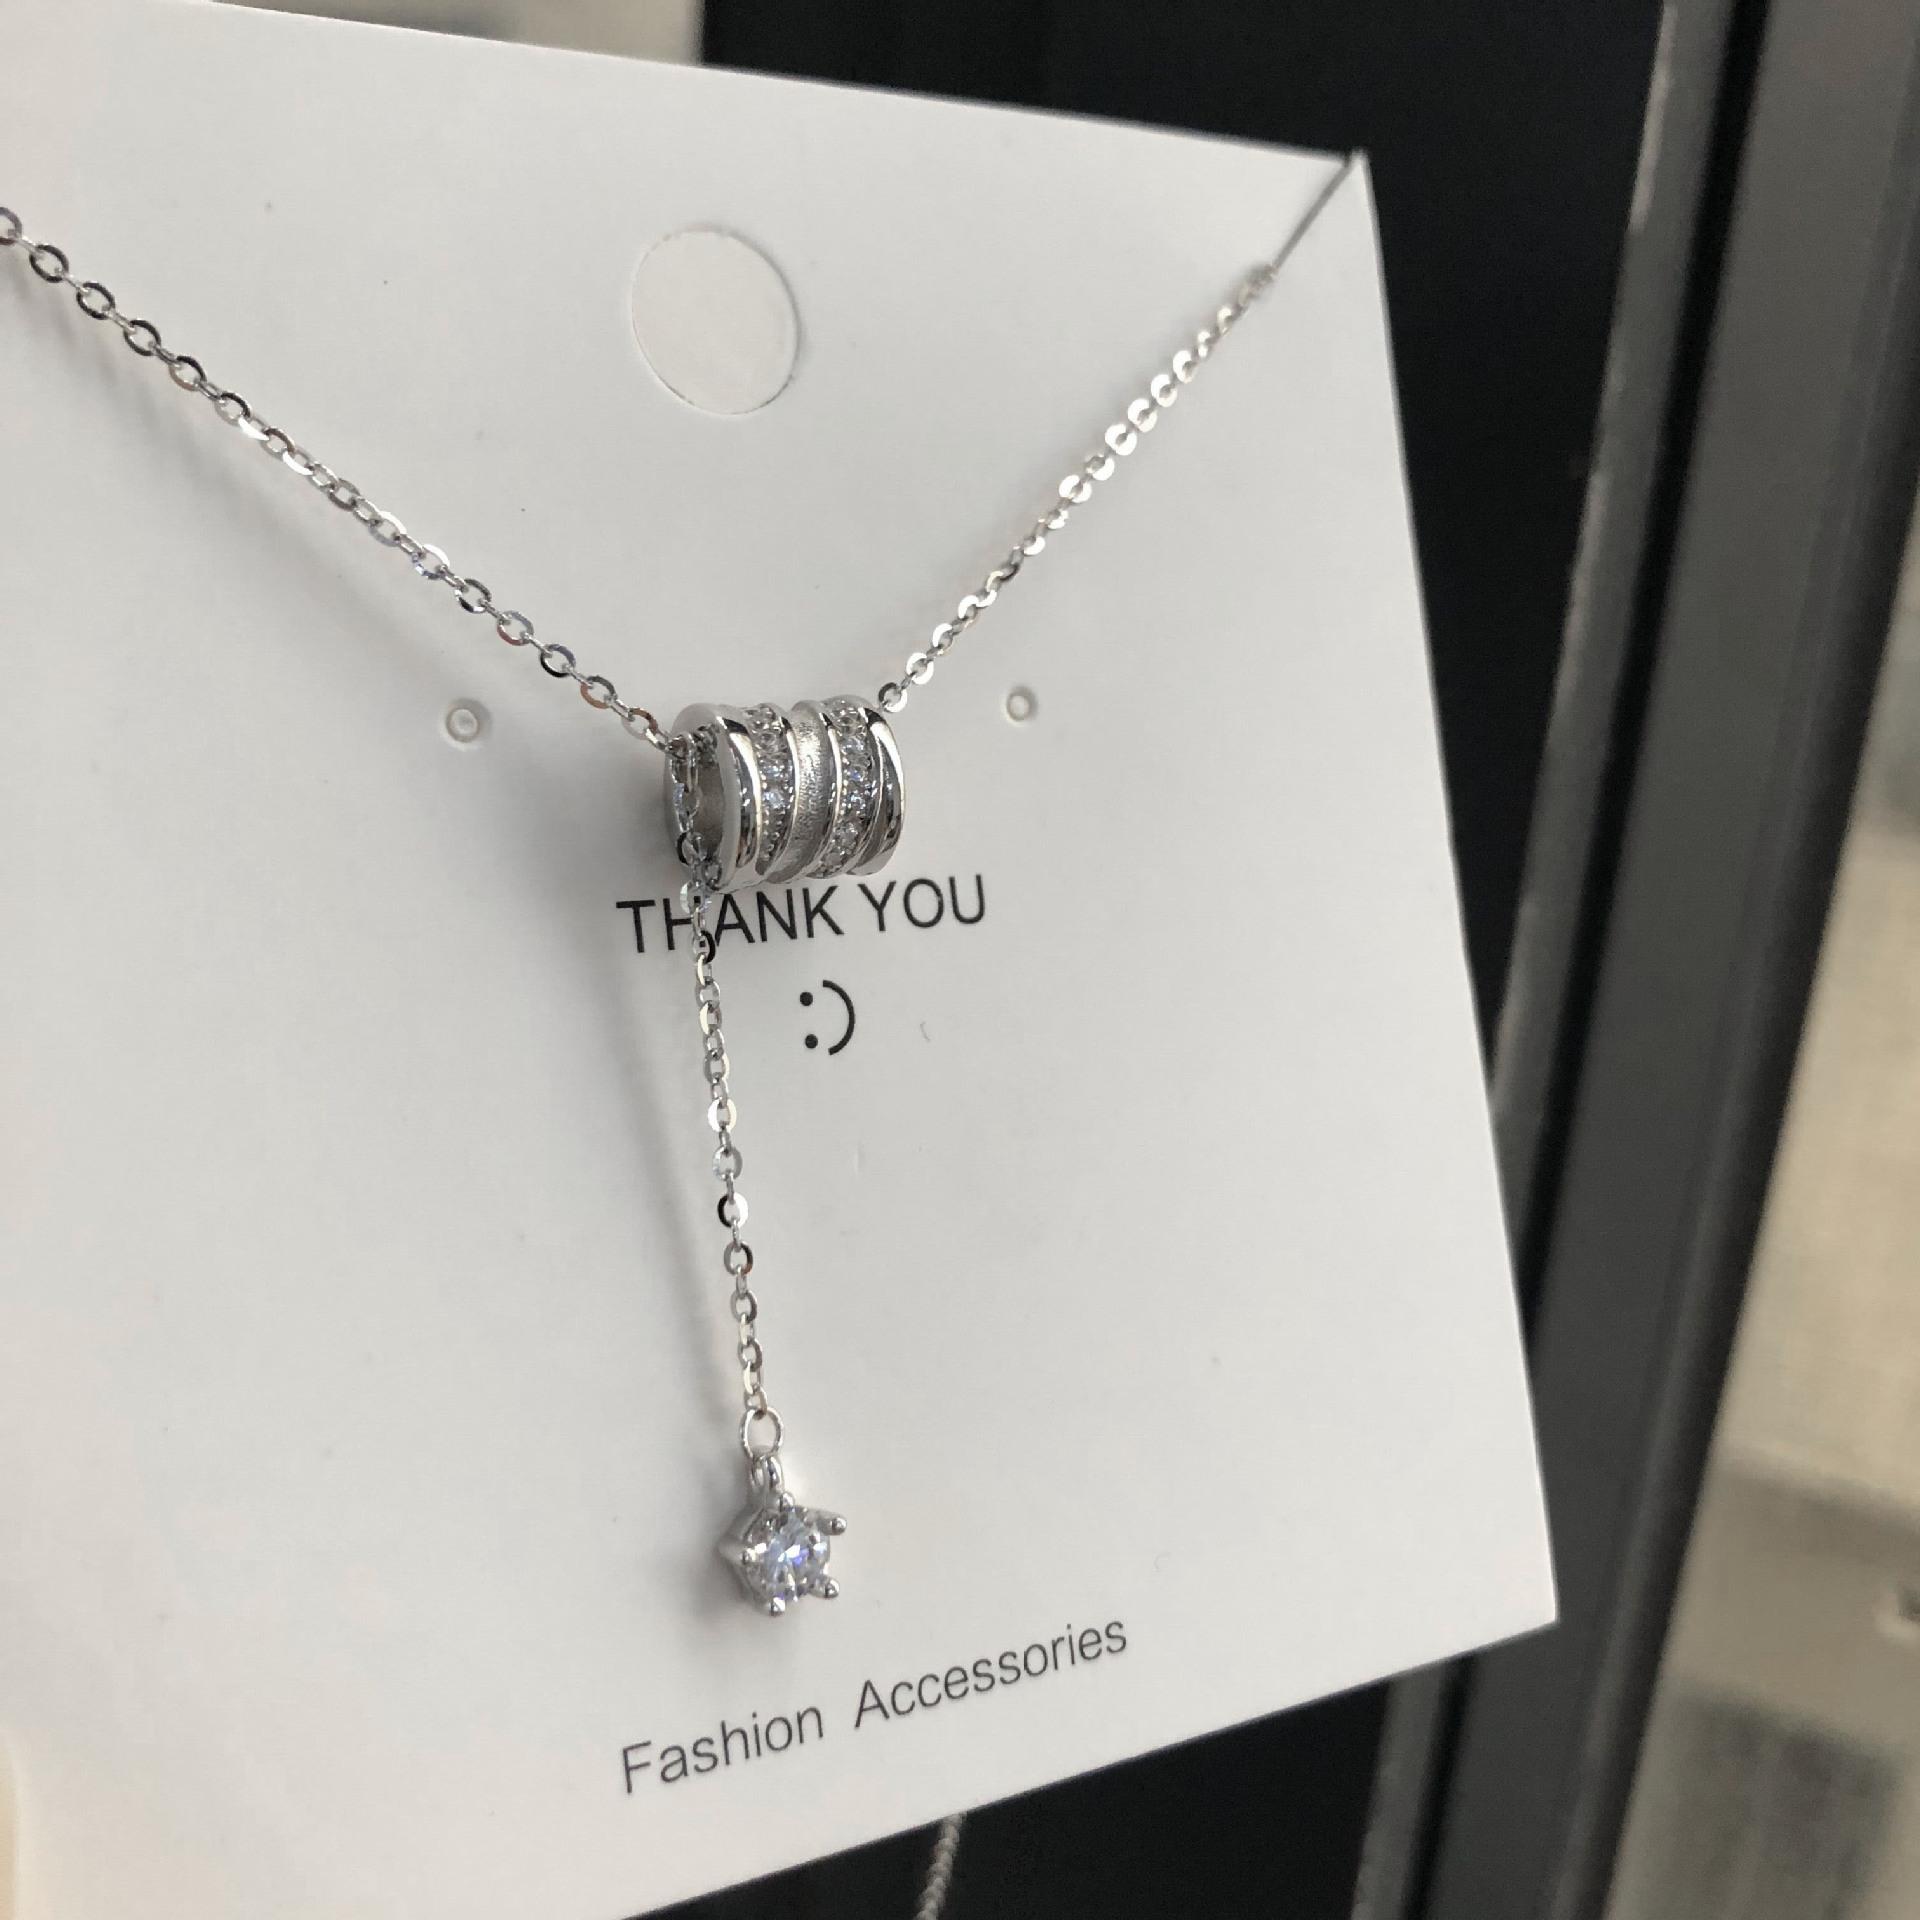 THANK YOU
:)
Fashion Accessories